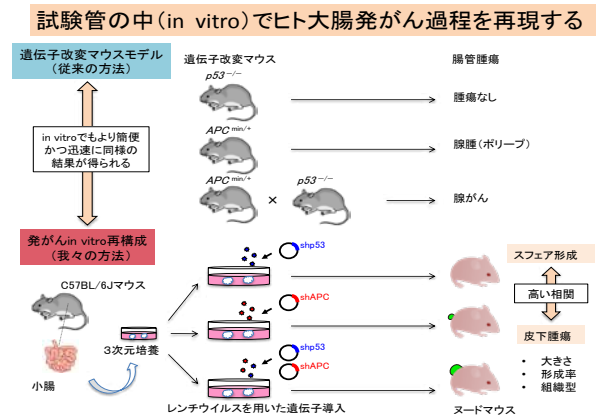 試験管の中(in vitro)でヒト大腸発がん過程を再現する
遺伝子改変マウスモデル
(従来の方法)
遺伝子改変マウス
腸管腫瘍
p53−/−
腫瘍なし
in vitroでもより簡便
かつ迅速に同様の
結果が得られる
APC min/+
腺腫(ポリープ)
APC min/+
×
p53−/−
腺がん
発がんin vitro再構成
(我々の方法)
C57BL/6Jマウス
小腸
3次元培養
shp53
shAPC
shp53
shAPC
レンチウイルスを用いた遺伝子導入
スフェア形成
高い相関
皮下腫瘍
• 大きさ
• 形成率
• 組織型
ヌードマウス